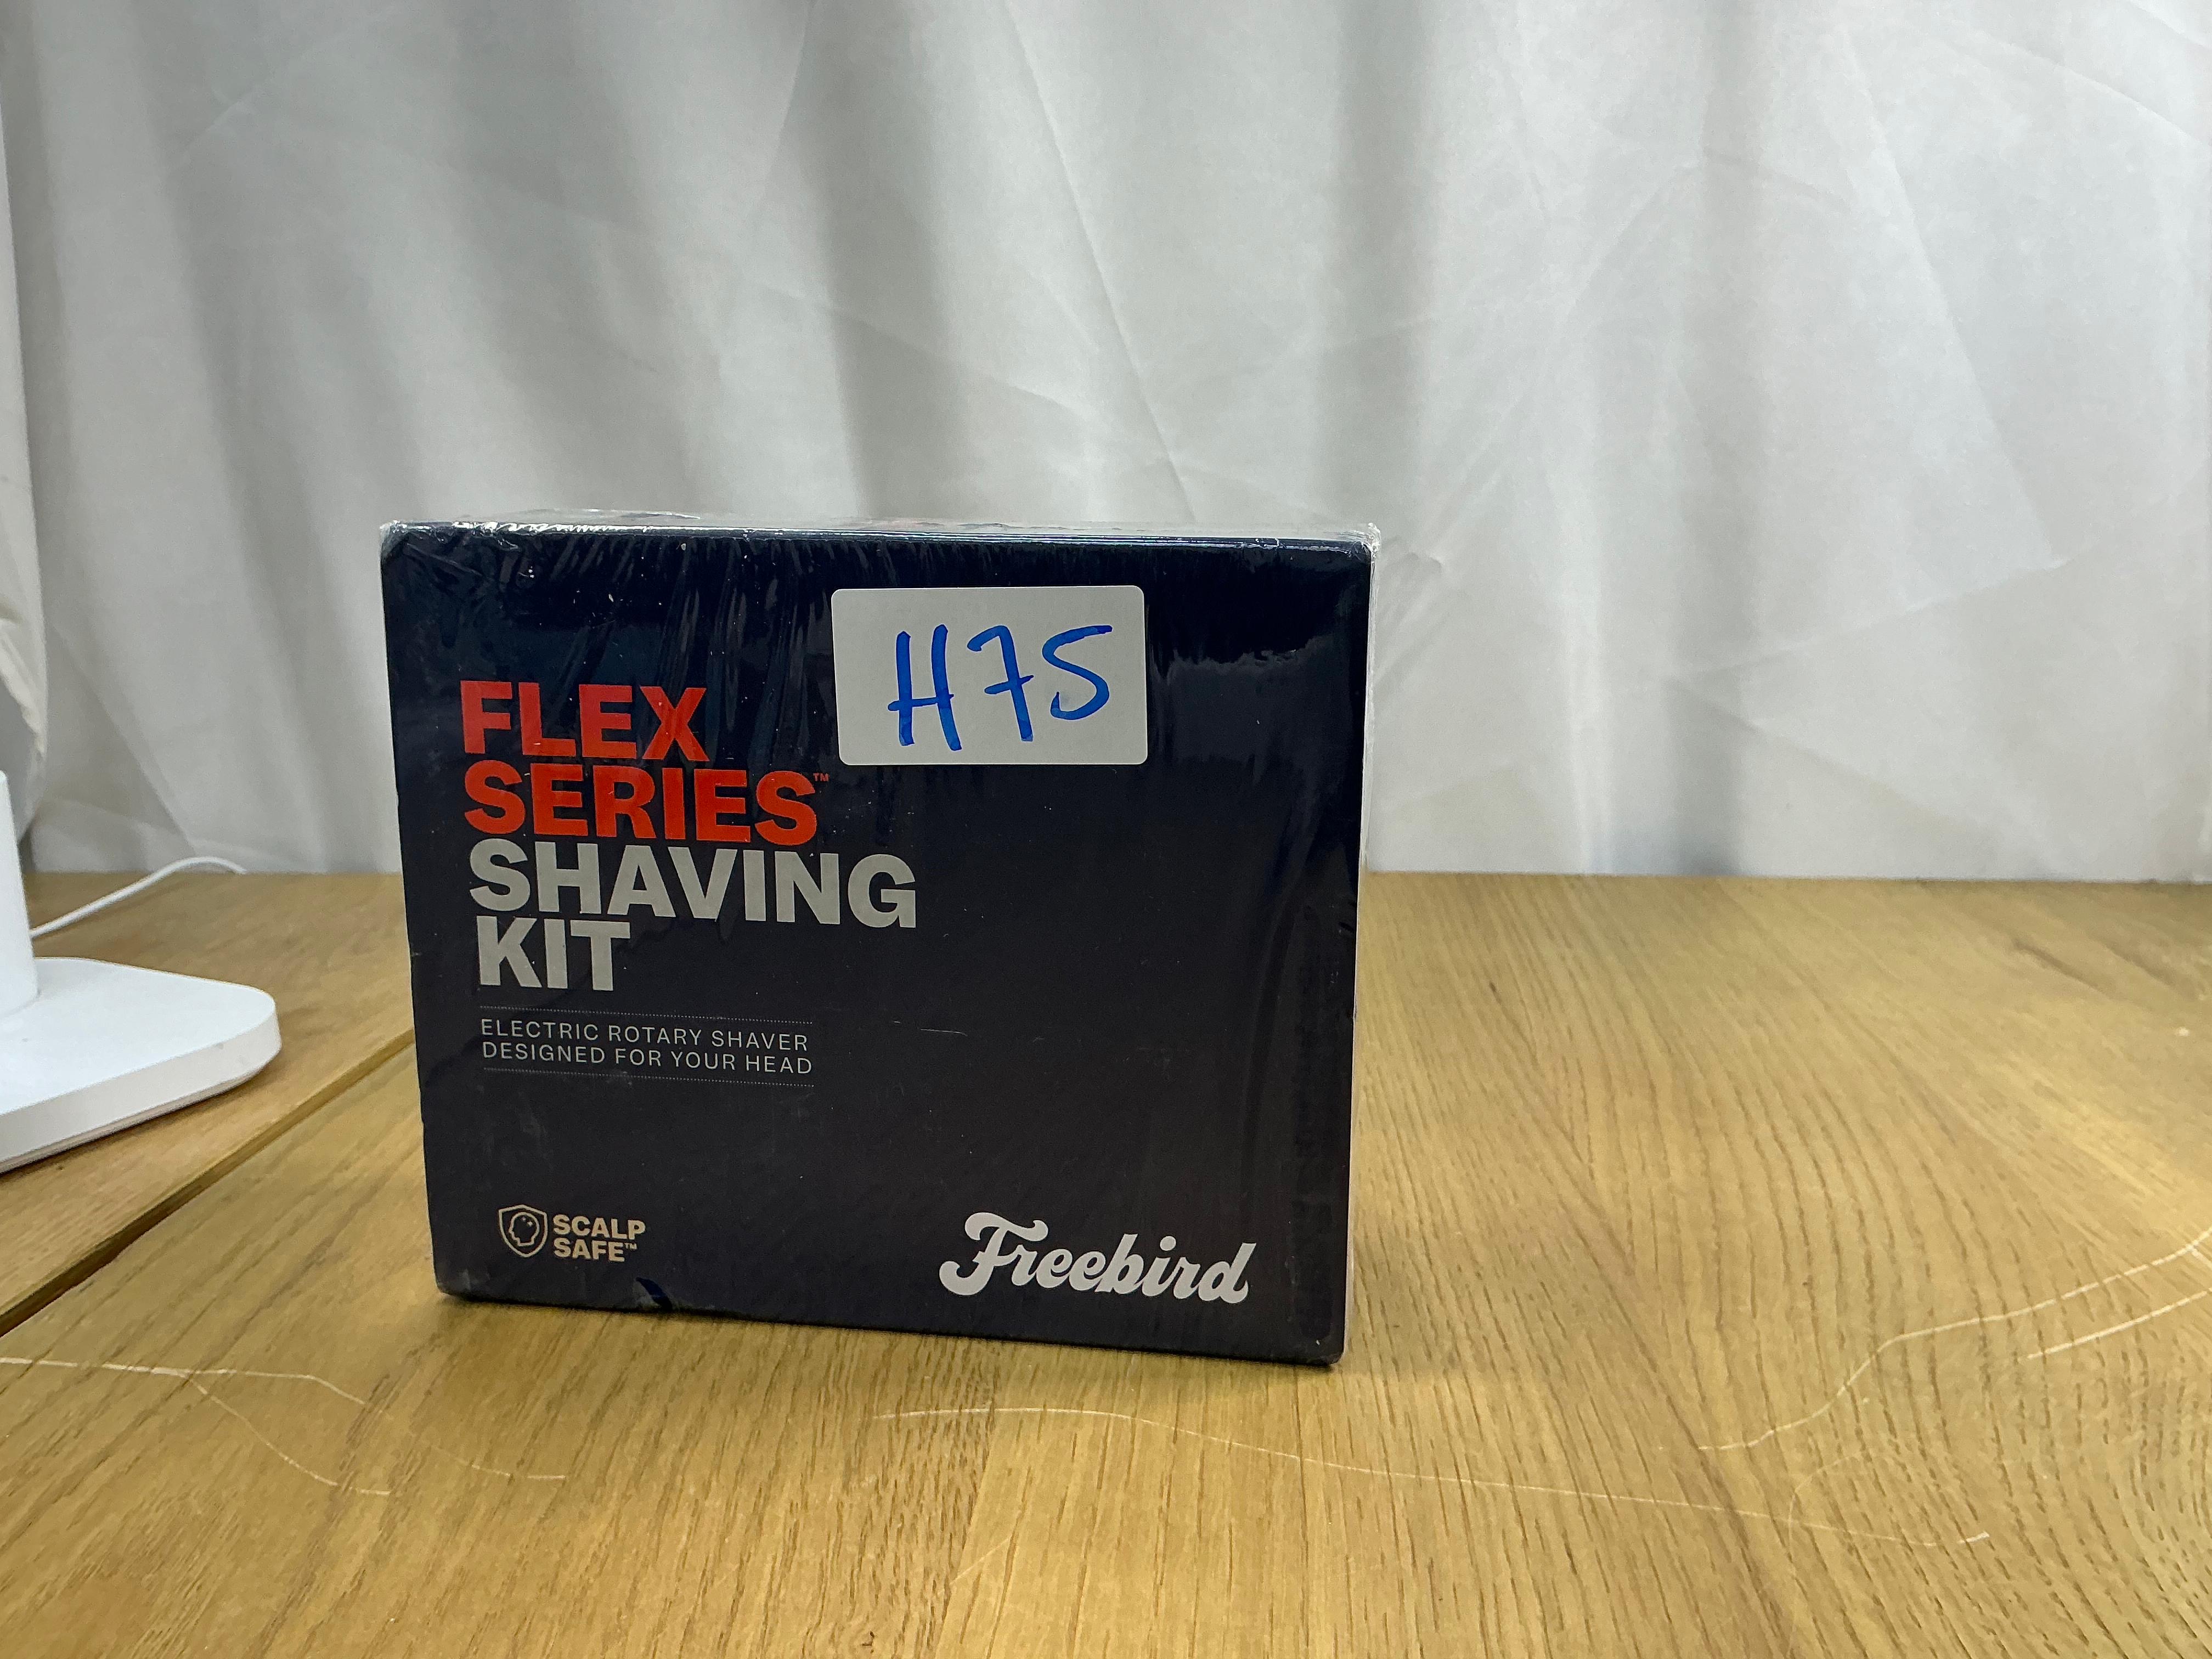 H75
FLEX
SERIES™
SHAVING
KIT
ELECTRIC ROTARY SHAVER
DESIGNED FOR YOUR HEAD
SCALP
SAFE™
Freebird